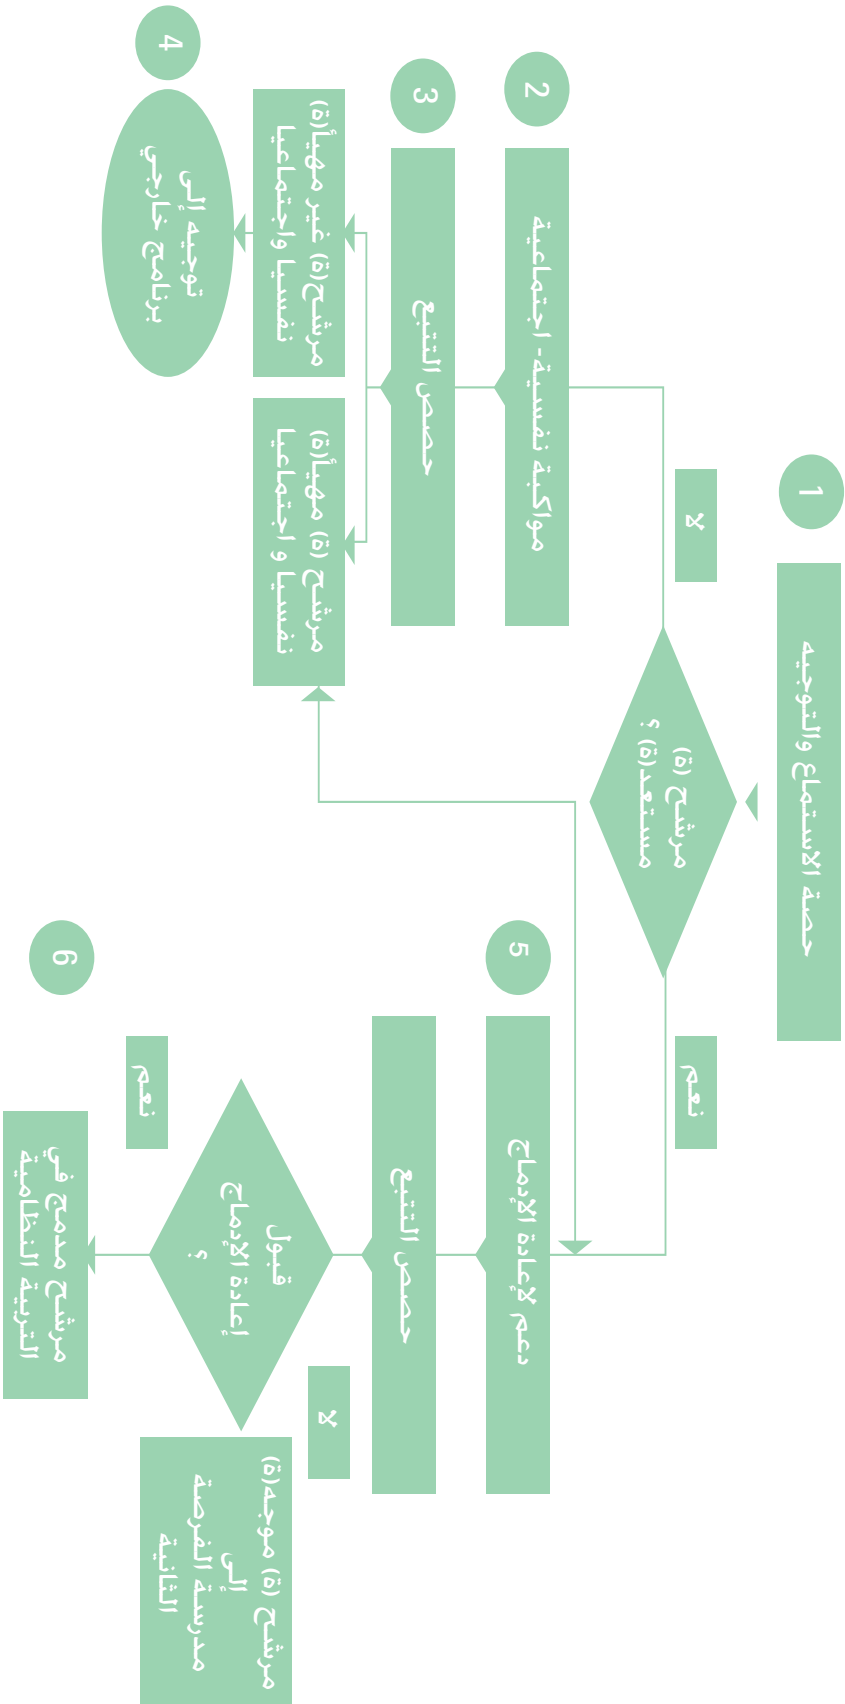 1
حصة الاستماع والتوجيه
مرشح (ة)
مستعد(ة) ؟
لا
نعم
2
مواكبة نفسية- اجتماعية
3
حصص التتبع
مرشح (ة) غير مهيأ(ة)
نفسيا واجتماعيا
مرشح (ة) مهيأ(ة)
نفسيا و اجتماعيا
4
توجيه إلى
برنامج خارجي
5
دعم لإعادة الإدماج
حصص التتبع
قبول
إعادة الإدماج
؟
نعم
لا
6
مرشح مدمج في
التربية النظامية
مرشح (ة) موجه(ة)
إلى
مدرسة الفرصة
الثانية